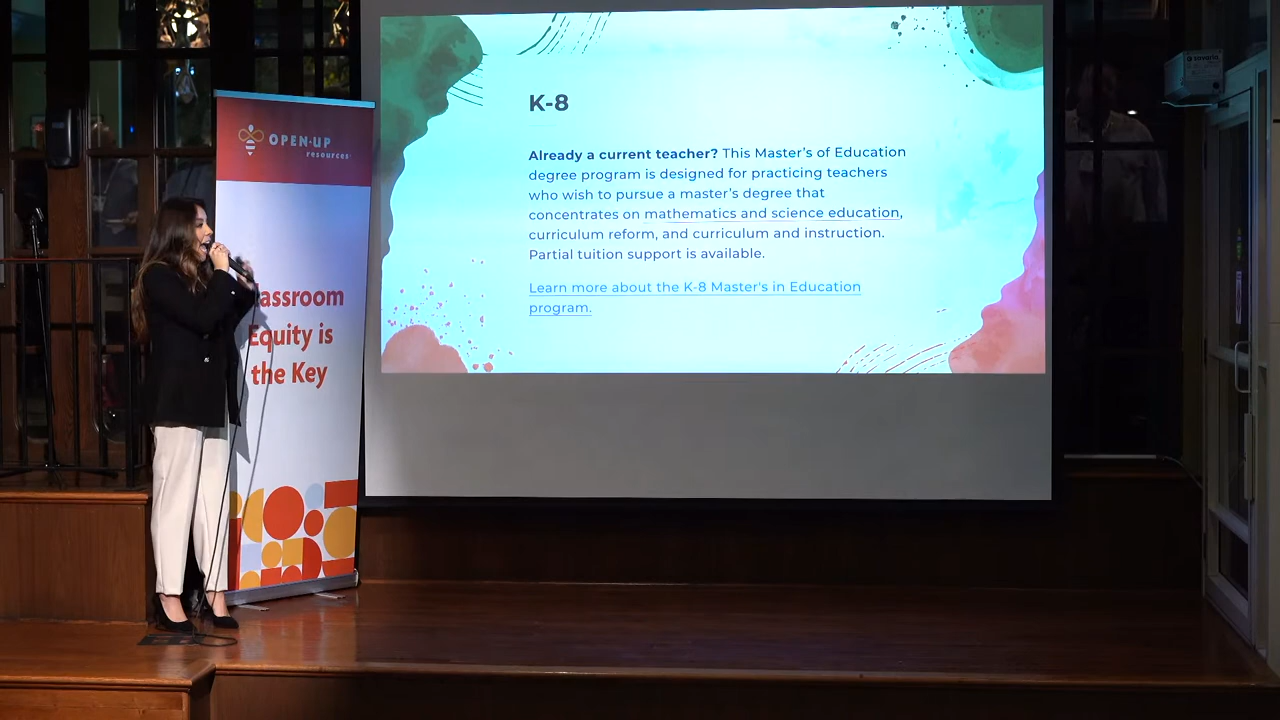 OPEN-UP
resources
assroom
Equity is
the Key
K-8
Already a current teacher? This Master's of Education
degree program is designed for practicing teachers
who wish to pursue a master's degree that
concentrates on mathematics and science education,
curriculum reform, and curriculum and instruction.
Partial tuition support is available.
Learn more about the K-8 Master's in Education
program.
savaria